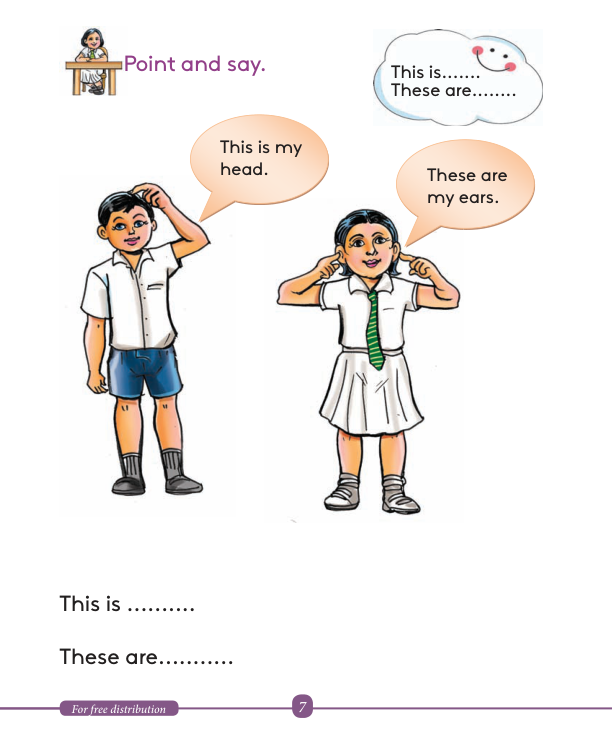 Point and say.
This is.......
These are........
This is my
head.
These are
my ears.
This is ..........
These are...........
For free distribution
7